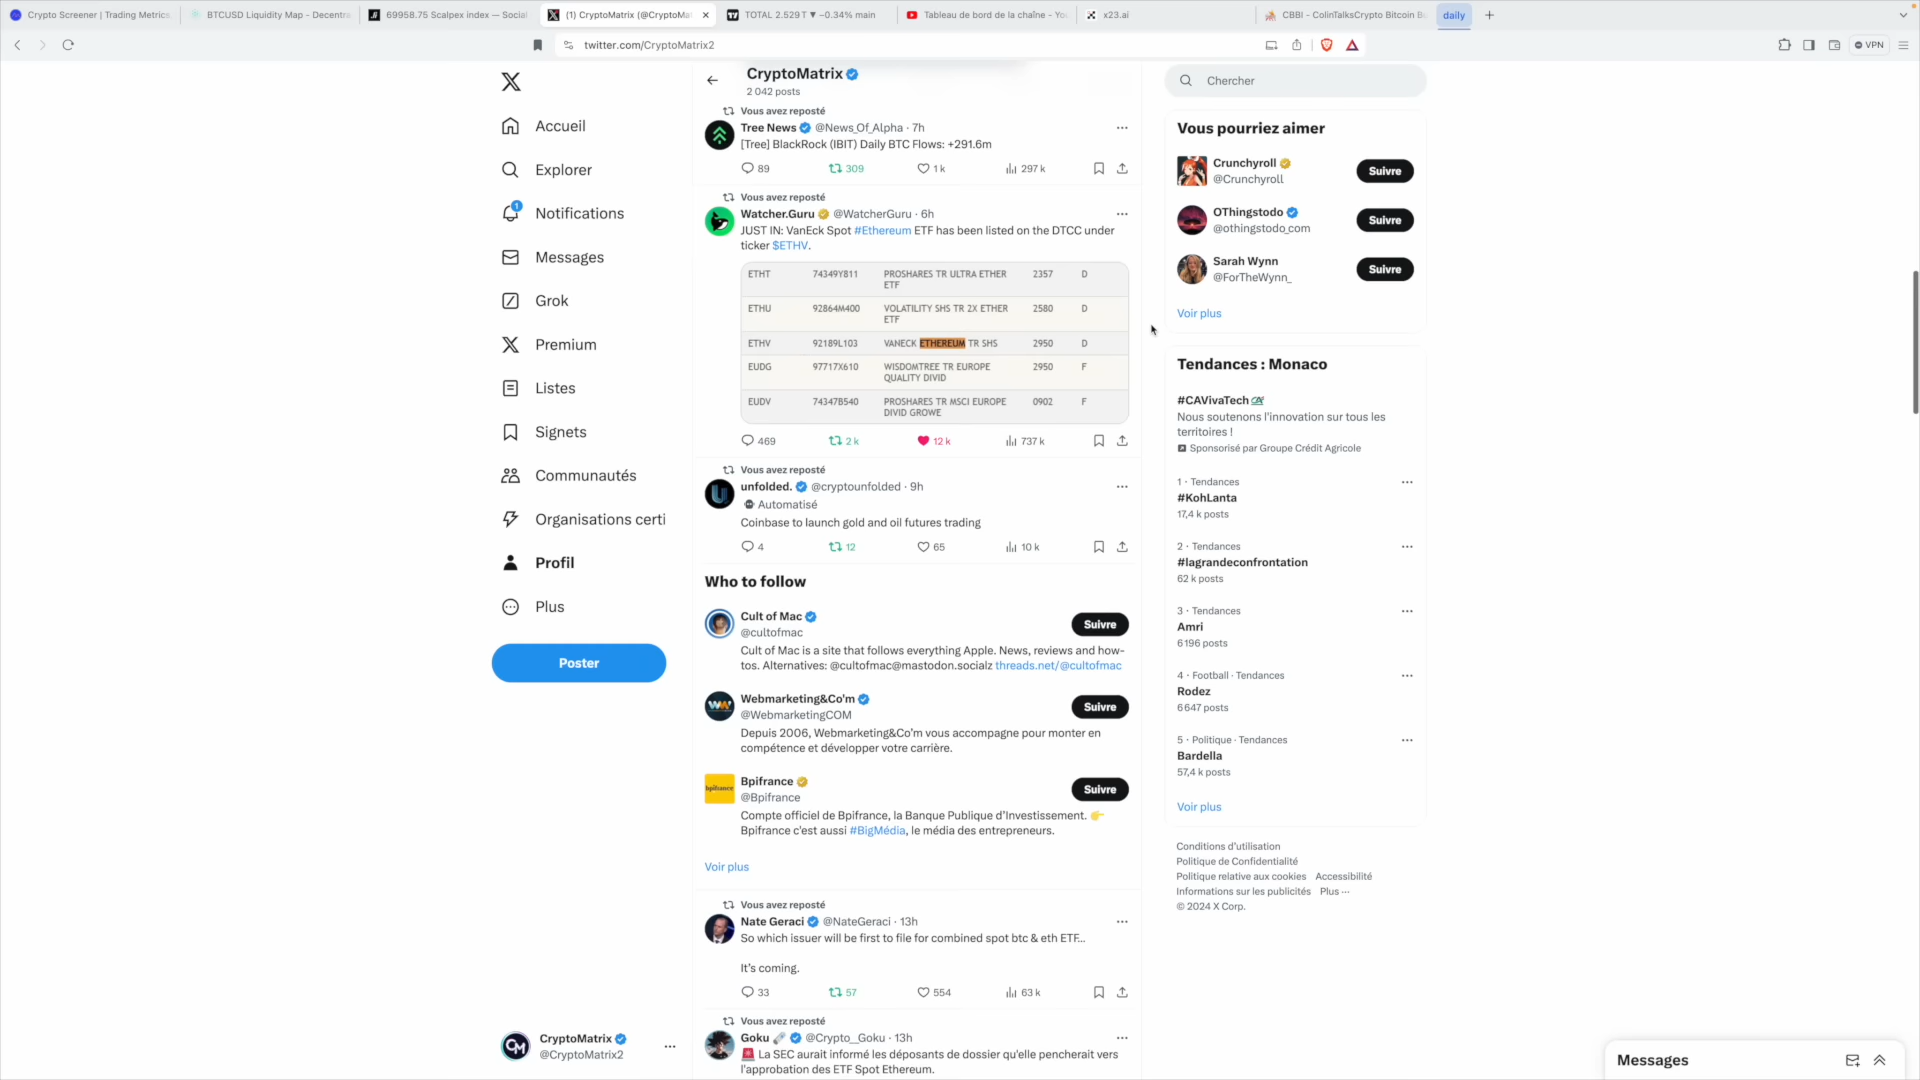 Crypto Screener | Trading Metrics
BTCUSD Liquidity Map - Decentra
69958.75 Scalpex index — Social
(1) CryptoMatrix (@CryptoMat
TOTAL 2.529 T ▼ −0.34% main
Tableau de bord de la chaîne - Yo
x23.ai
CBBI - ColinTalksCrypto Bitcoin B
daily
twitter.com/CryptoMatrix2
VPN
Accueil
Explorer
1
Notifications
Messages
Grok
Premium
Listes
Signets
Communautés
Organisations certi
Profil
Plus
Poster
CryptoMatrix
@CryptoMatrix2
CryptoMatrix
2 042 posts
Vous avez reposté
Tree News @News_Of_Alpha · 7h
[Tree] BlackRock (IBIT) Daily BTC Flows: +291.6m
89 309 1 k 297 k
Vous avez reposté
Watcher.Guru @WatcherGuru · 6h
JUST IN: VanEck Spot #Ethereum ETF has been listed on the DTCC under
ticker $ETHV.
ETHT 74349Y811 PROSHARES TR ULTRA ETHER 2357 D
ETF
ETHU 92864M400 VOLATILITY SHS TR 2X ETHER 2580 D
ETF
ETHV 92189L103 VANECK ETHEREUM TR SHS 2950 D
EUDG 97717X610 WISDOMTREE TR EUROPE 2950 F
QUALITY DIVID
EUDV 74347B540 PROSHARES TR MSCI EUROPE 0902 F
DIVID GROWE
469 2 k 12 k 737 k
Vous avez reposté
unfolded. @cryptounfolded · 9h
Automatisé
Coinbase to launch gold and oil futures trading
4 12 65 10 k
Who to follow
Cult of Mac
@cultofmac
Suivre
Cult of Mac is a site that follows everything Apple. News, reviews and how-
tos. Alternatives: @cultofmac@mastodon.socialz threads.net/@cultofmac
Webmarketing&Co'm
@WebmarketingCOM
Suivre
Depuis 2006, Webmarketing&Co'm vous accompagne pour monter en
compétence et développer votre carrière.
bpifrance
Bpifrance
@Bpifrance
Suivre
Compte officiel de Bpifrance, la Banque Publique d'Investissement. 👉
Bpifrance c'est aussi #BigMédia, le média des entrepreneurs.
Voir plus
Vous avez reposté
Nate Geraci @NateGeraci · 13h
So which issuer will be first to file for combined spot btc & eth ETF...
It's coming.
33 57 554 63 k
Vous avez reposté
Goku @Crypto__Goku · 13h
🚨 La SEC aurait informé les déposants de dossier qu'elle pencherait vers
l'approbation des ETF Spot Ethereum.
Chercher
Vous pourriez aimer
Crunchyroll
@Crunchyroll
Suivre
OThingstodo
@othingstodo_com
Suivre
Sarah Wynn
@ForTheWynn_
Suivre
Voir plus
Tendances : Monaco
#CAVivaTech
Nous soutenons l'innovation sur tous les
territoires !
Sponsorisé par Groupe Crédit Agricole
1 · Tendances
#KohLanta
17,4 k posts
2 · Tendances
#lagrandeconfrontation
62 k posts
3 · Tendances
Amri
6 196 posts
4 · Football · Tendances
Rodez
6 647 posts
5 · Politique · Tendances
Bardella
57,4 k posts
Voir plus
Conditions d'utilisation
Politique de Confidentialité
Politique relative aux cookies Accessibilité
Informations sur les publicités Plus ···
© 2024 X Corp.
Messages